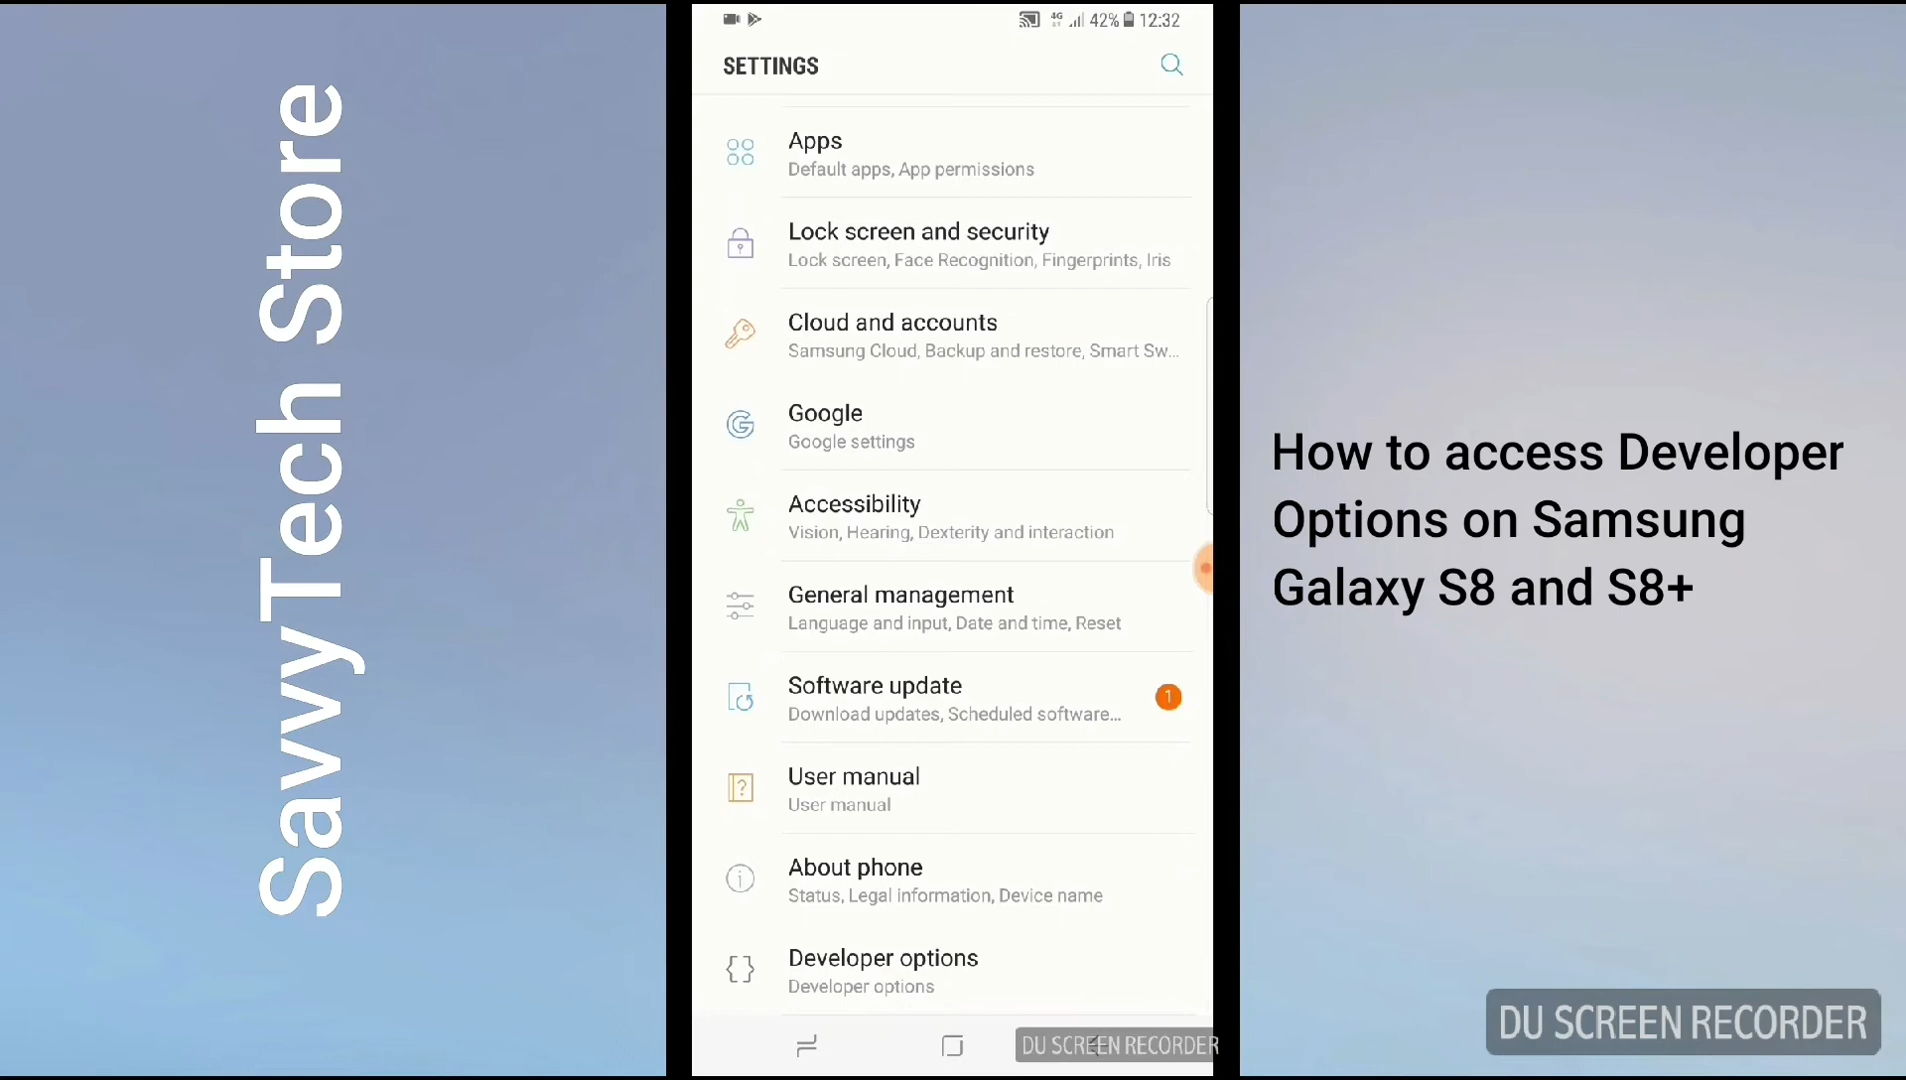 SavvyTech Store
4G 42% 12:32
SETTINGS
Apps
Default apps, App permissions
Lock screen and security
Lock screen, Face Recognition, Fingerprints, Iris
Cloud and accounts
Samsung Cloud, Backup and restore, Smart Sw...
Google
Google settings
Accessibility
Vision, Hearing, Dexterity and interaction
General management
Language and input, Date and time, Reset
Software update
1
Download updates, Scheduled software...
User manual
User manual
About phone
Status, Legal information, Device name
Developer options
Developer options
DU SCREEN RECORDER
How to access Developer
Options on Samsung
Galaxy S8 and S8+
DU SCREEN RECORDER